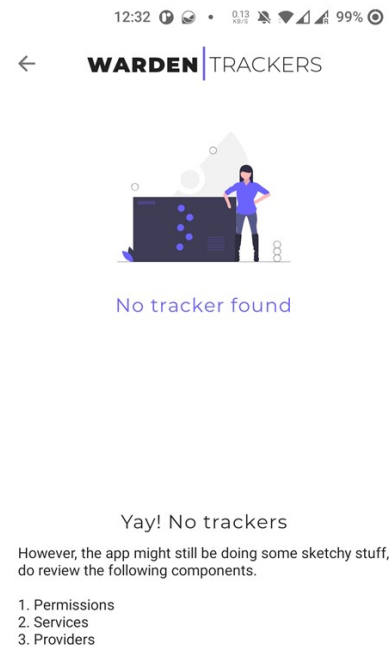 12:32
0.13
KB/S
99%
WARDEN TRACKERS
No tracker found
Yay! No trackers
However, the app might still be doing some sketchy stuff,
do review the following components.
1. Permissions
2. Services
3. Providers